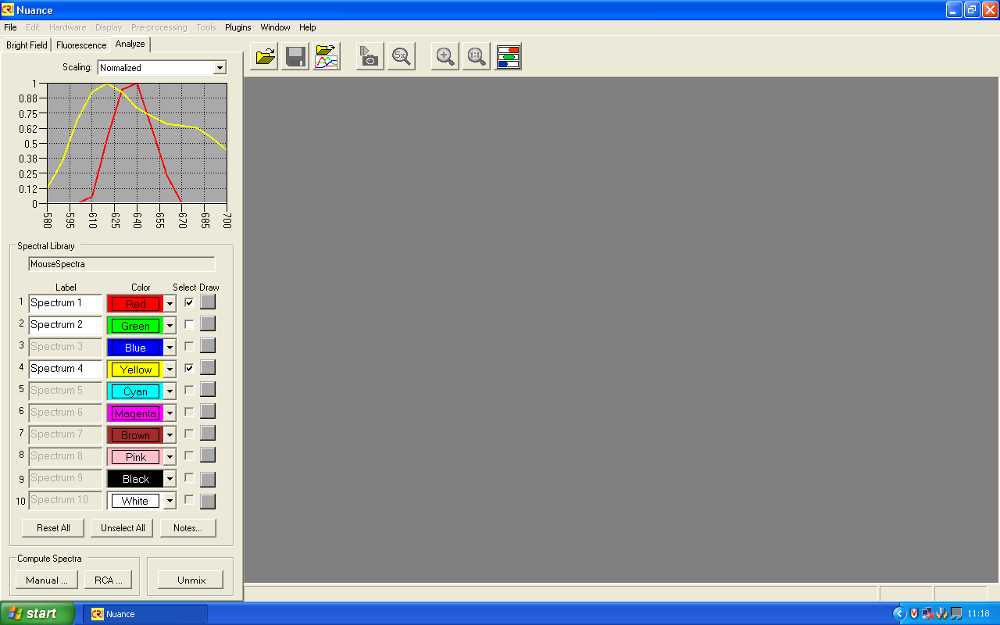 CRi Nuance
File Edit Hardware Display Pre-processing Tools Plugins Window Help
Bright Field Fluorescence Analyze
Scaling: Normalized
5x 1:1
1
0.88
0.75
0.62
0.5
0.38
0.25
0.12
0
580 595 610 625 640 655 670 685 700
Spectral Library
MouseSpectra
Label Color Select Draw
1 Spectrum 1 Red
2 Spectrum 2 Green
3 Spectrum 3 Blue
4 Spectrum 4 Yellow
5 Spectrum 5 Cyan
6 Spectrum 6 Magenta
7 Spectrum 7 Brown
8 Spectrum 8 Pink
9 Spectrum 9 Black
10 Spectrum 10 White
Reset All Unselect All Notes...
Compute Spectra
Manual ... RCA ... Unmix
start CRi Nuance V 11:18